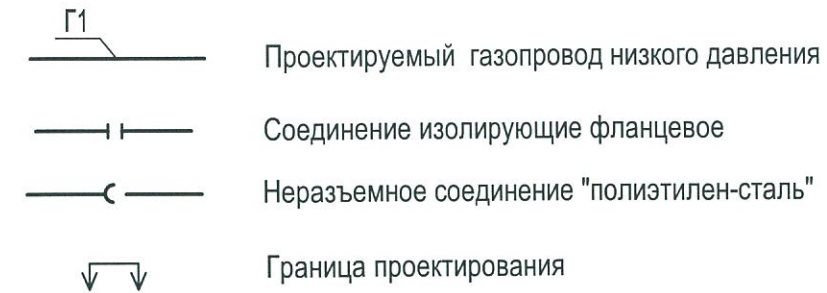 Г1
Проектируемый газопровод низкого давления
Соединение изолирующие фланцевое
Неразъемное соединение "полиэтилен-сталь"
Граница проектирования